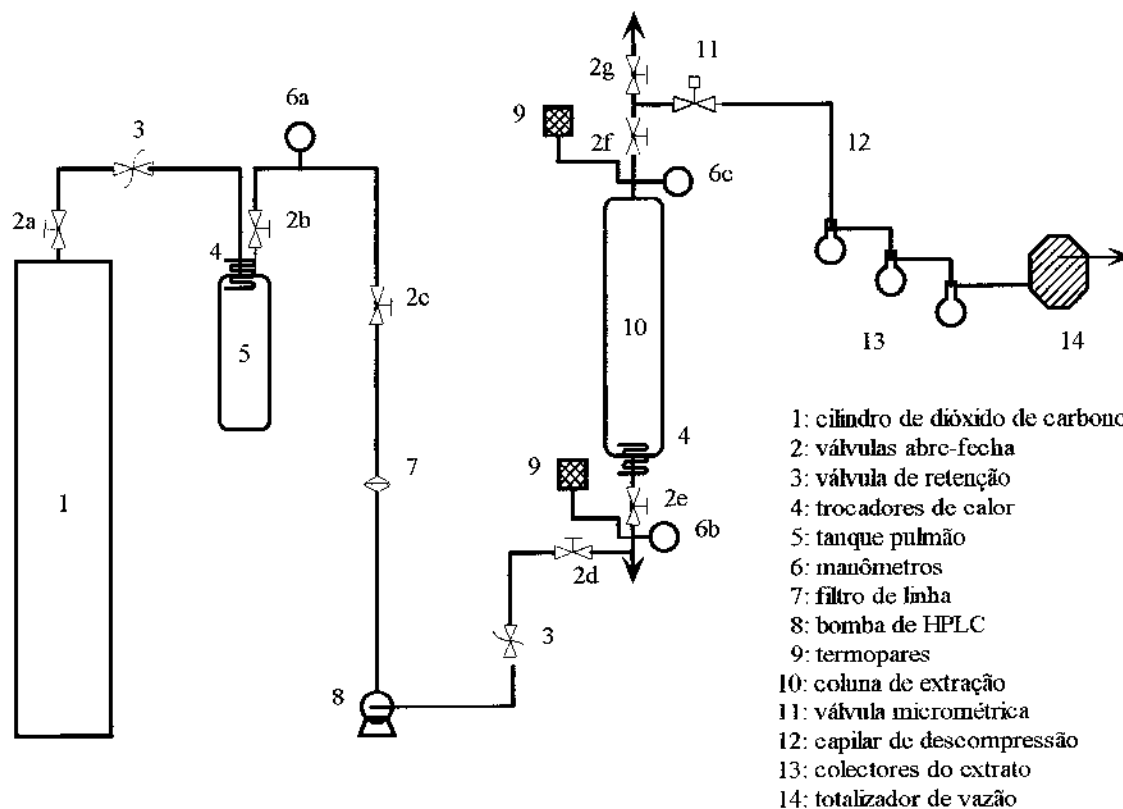 11
2g
6a
9
3
2f
12
6c
2a
2b
4
2c
10
5
13
14
4
7
9
1
2e
6b
2d
3
8
1: cilindro de dióxido de carbono
2: válvulas abre-fecha
3: válvula de retenção
4: trocadores de calor
5: tanque pulmão
6: manômetros
7: filtro de linha
8: bomba de HPLC
9: termopares
10: coluna de extração
11: válvula micrométrica
12: capilar de descompressão
13: colectores do extrato
14: totalizador de vazão